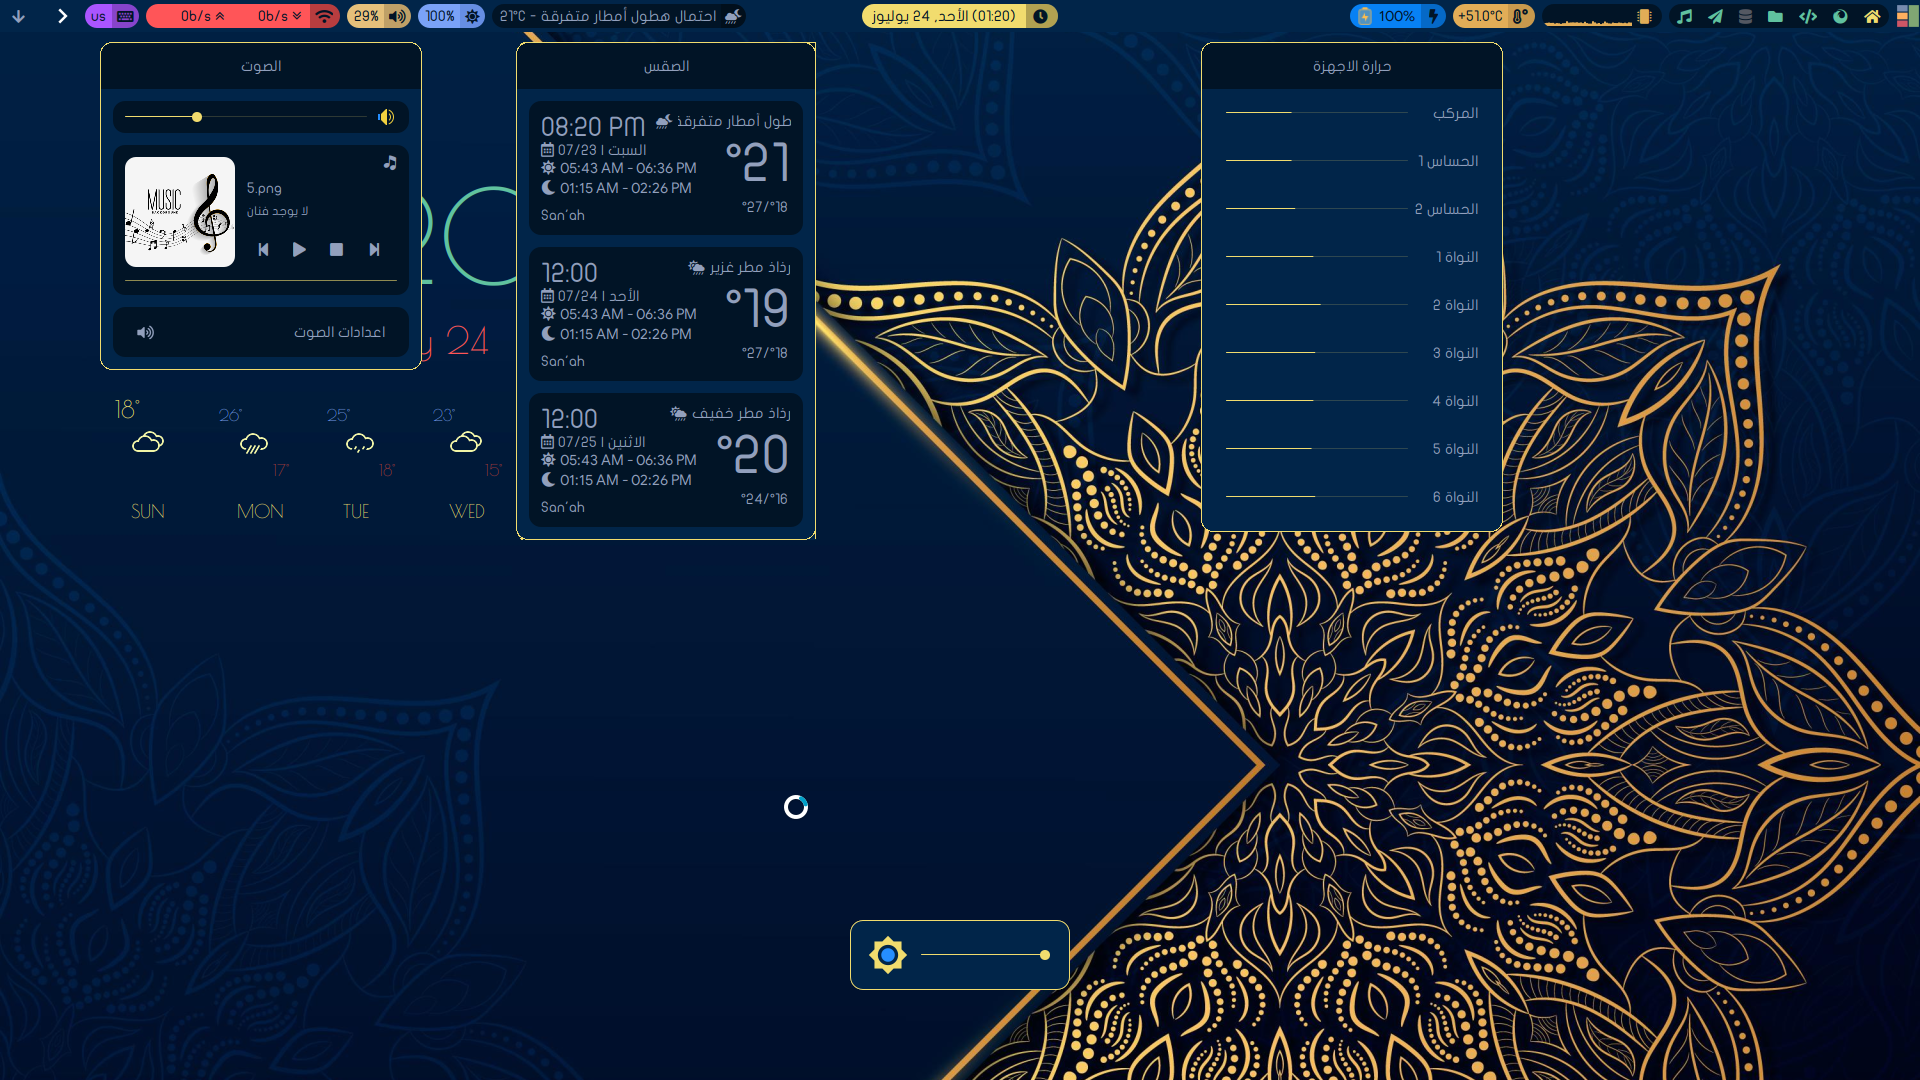 us
0b/s
0b/s
29%
100%
21°C - احتمال هطول أمطار متفرقة
(01:20) الأحد, 24 يوليوز
100%
+51.0°C
الصوت
5.png
لا يوجد فنان
MUSIC
اعدادات الصوت
20
y 24
18°
26°
25°
23°
17°
18°
15°
SUN
MON
TUE
WED
الصقس
08:20 PM
طول أمطار متفرقة
السبت | 07/23
05:43 AM - 06:36 PM
01:15 AM - 02:26 PM
°21
°27/°18
San'ah
12:00
رذاذ مطر غزير
الأحد | 07/24
05:43 AM - 06:36 PM
01:15 AM - 02:26 PM
°19
°27/°18
San'ah
12:00
رذاذ مطر خفيف
الاثنين | 07/25
05:43 AM - 06:36 PM
01:15 AM - 02:26 PM
°20
°24/°16
San'ah
حرارة الاجهزة
المركب
الحساس 1
الحساس 2
النواة 1
النواة 2
النواة 3
النواة 4
النواة 5
النواة 6